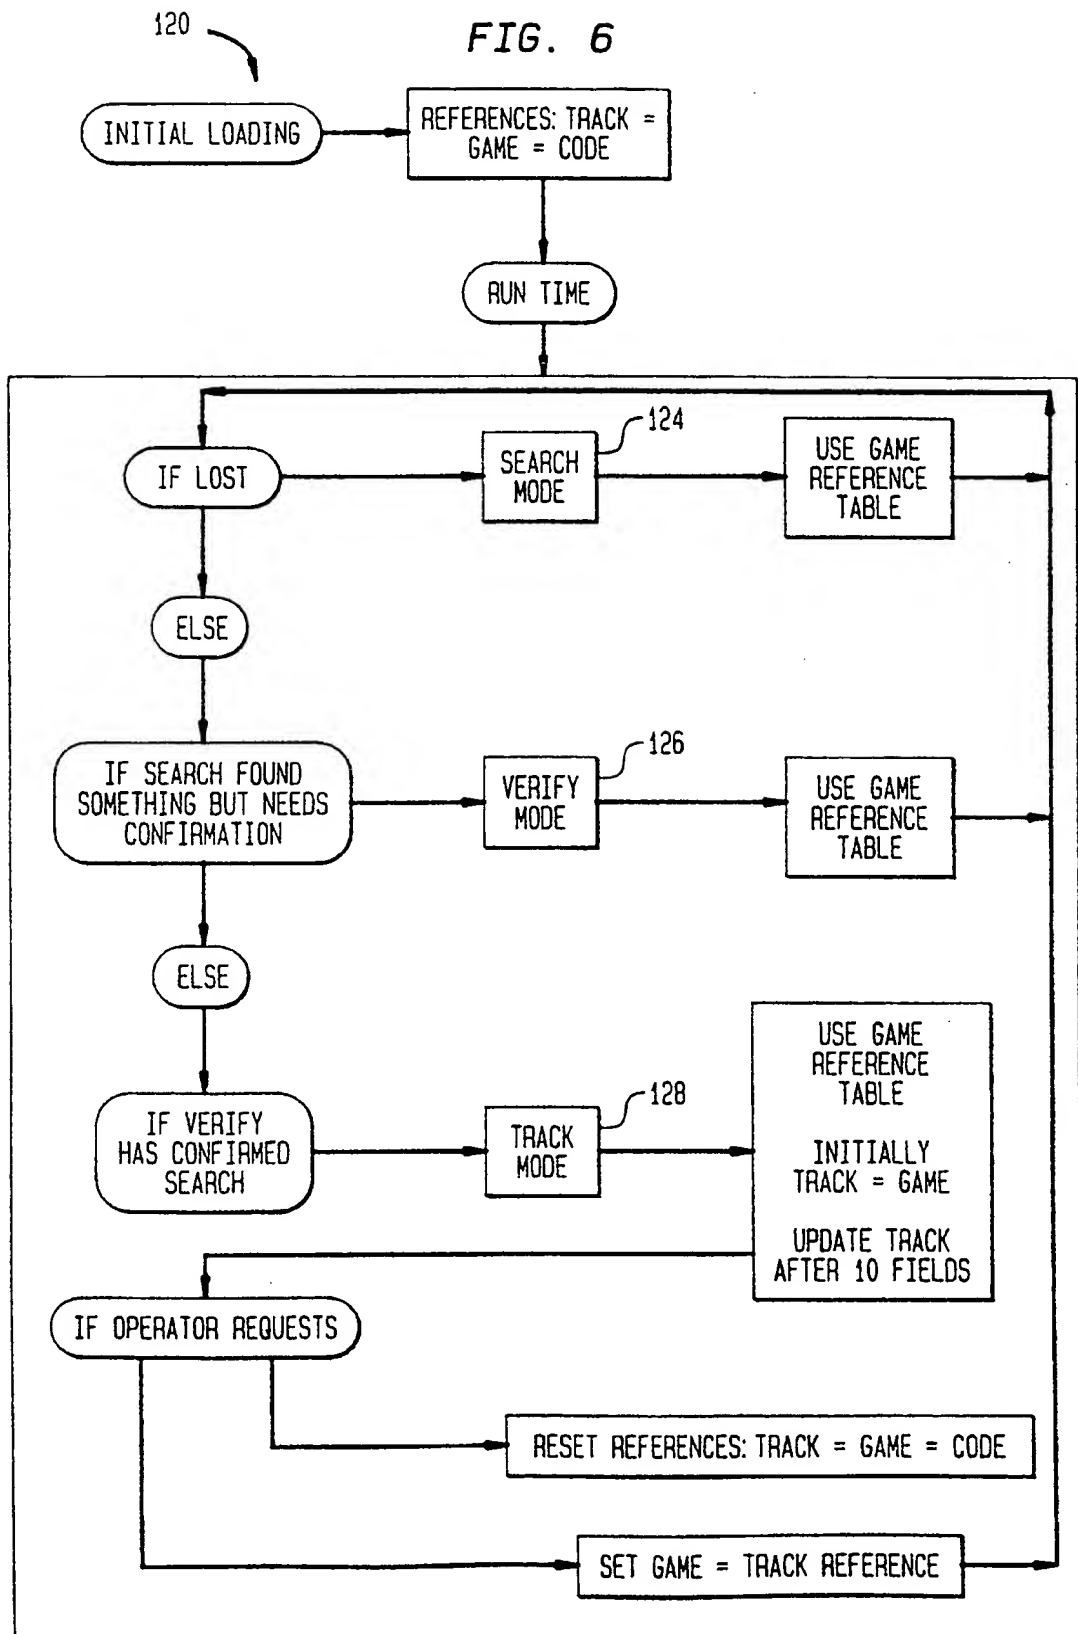 120
FIG. 6
INITIAL LOADING
REFERENCES: TRACK =
GAME = CODE
RUN TIME
IF LOST
124
SEARCH
MODE
USE GAME
REFERENCE
TABLE
ELSE
IF SEARCH FOUND
SOMETHING BUT NEEDS
CONFIRMATION
126
VERIFY
MODE
USE GAME
REFERENCE
TABLE
ELSE
IF VERIFY
HAS CONFIRMED
SEARCH
128
TRACK
MODE
USE GAME
REFERENCE
TABLE
INITIALLY
TRACK = GAME
UPDATE TRACK
AFTER 10 FIELDS
IF OPERATOR REQUESTS
RESET REFERENCES: TRACK = GAME = CODE
SET GAME = TRACK REFERENCE